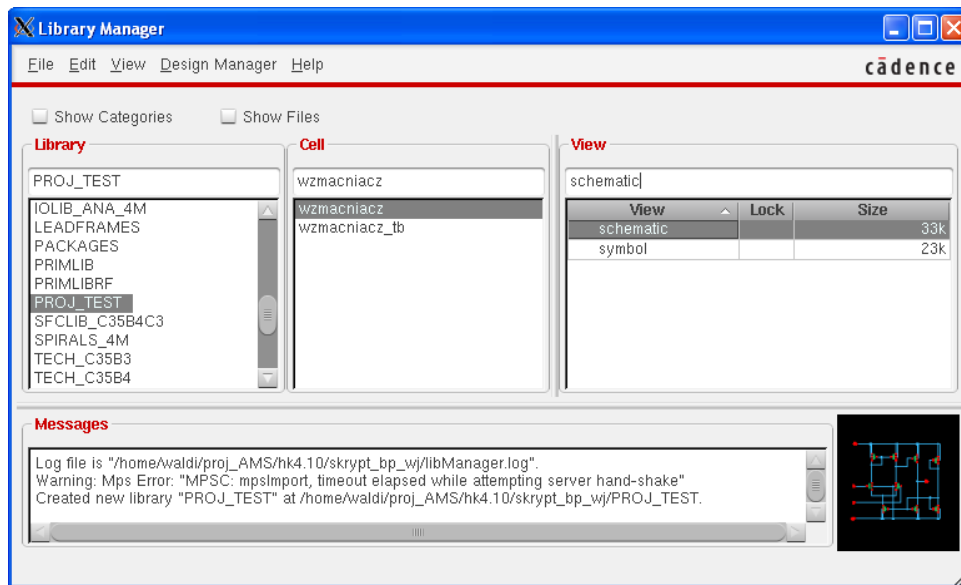 Library Manager
File Edit View Design Manager Help
cādence
Show Categories Show Files
Library
PROJ_TEST
IOLIB_ANA_4M
LEADFRAMES
PACKAGES
PRIMLIB
PRIMLIBRF
PROJ_TEST
SFCLIB_C35B4C3
SPIRALS_4M
TECH_C35B3
TECH_C35B4
Cell
wzmacniacz
wzmacniacz
wzmacniacz_tb
View
schematic
View Lock Size
schematic 33k
symbol 23k
Messages
Log file is "/home/waldi/proj_AMS/hk4.10/skrypt_bp_wj/libManager.log".
Warning: Mps Error: "MPSC: mpsImport, timeout elapsed while attempting server hand-shake"
Created new library "PROJ_TEST" at /home/waldi/proj_AMS/hk4.10/skrypt_bp_wj/PROJ_TEST.